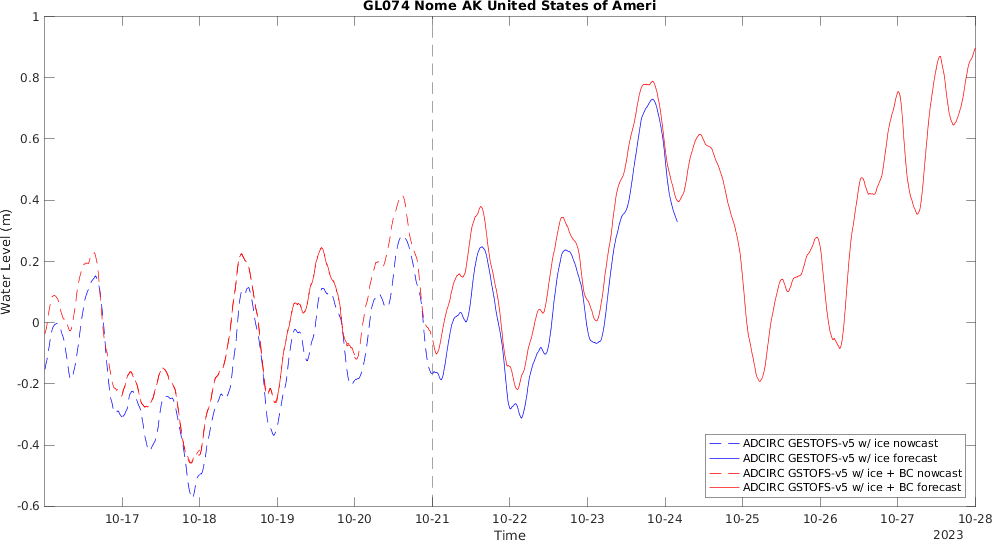 GL074 Nome AK United States of Ameri
Water Level (m)
1
0.8
0.6
0.4
0.2
0
-0.2
-0.4
-0.6
ADCIRC GESTOFS-v5 w/ ice nowcast
ADCIRC GESTOFS-v5 w/ ice forecast
ADCIRC GSTOFS-v5 w/ ice + BC nowcast
ADCIRC GSTOFS-v5 w/ ice + BC forecast
10-17 10-18 10-19 10-20 10-21 10-22 10-23 10-24 10-25 10-26 10-27 10-28
Time
2023